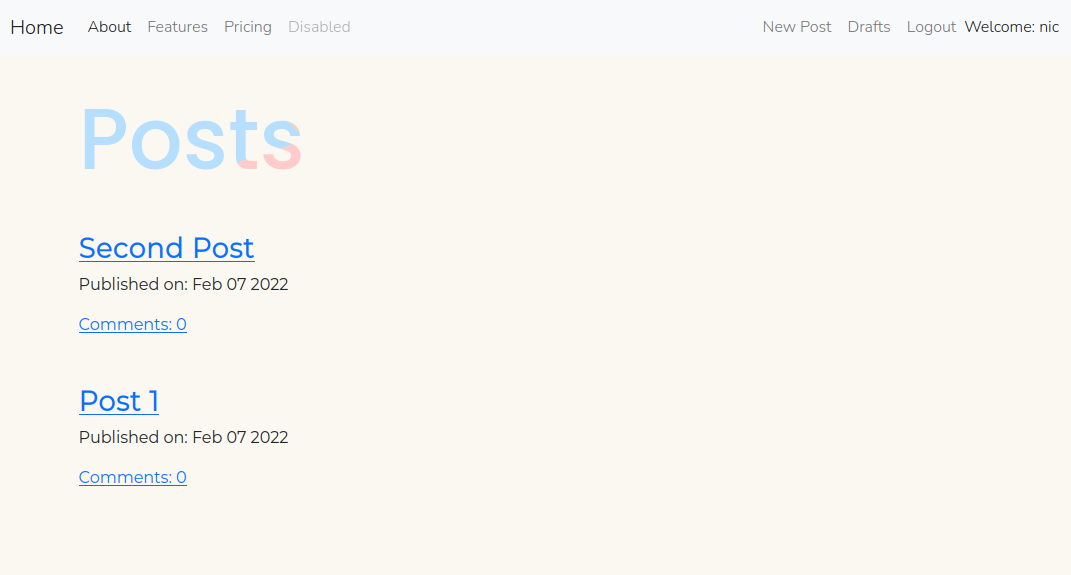 Home About Features Pricing Disabled New Post Drafts Logout Welcome: nic
Posts
Second Post
Published on: Feb 07 2022
Comments: 0
Post 1
Published on: Feb 07 2022
Comments: 0